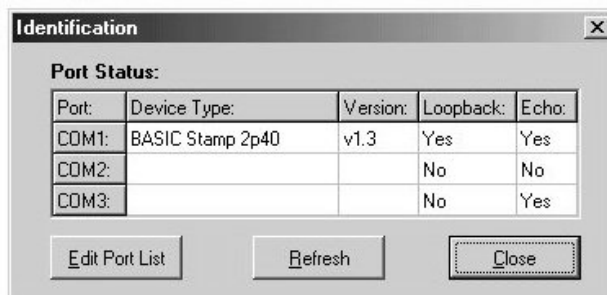 Identification
Port Status:
Port: Device Type: Version: Loopback: Echo:
COM1: BASIC Stamp 2p40 v1.3 Yes Yes
COM2: No No
COM3: No Yes
Edit Port List Refresh Close